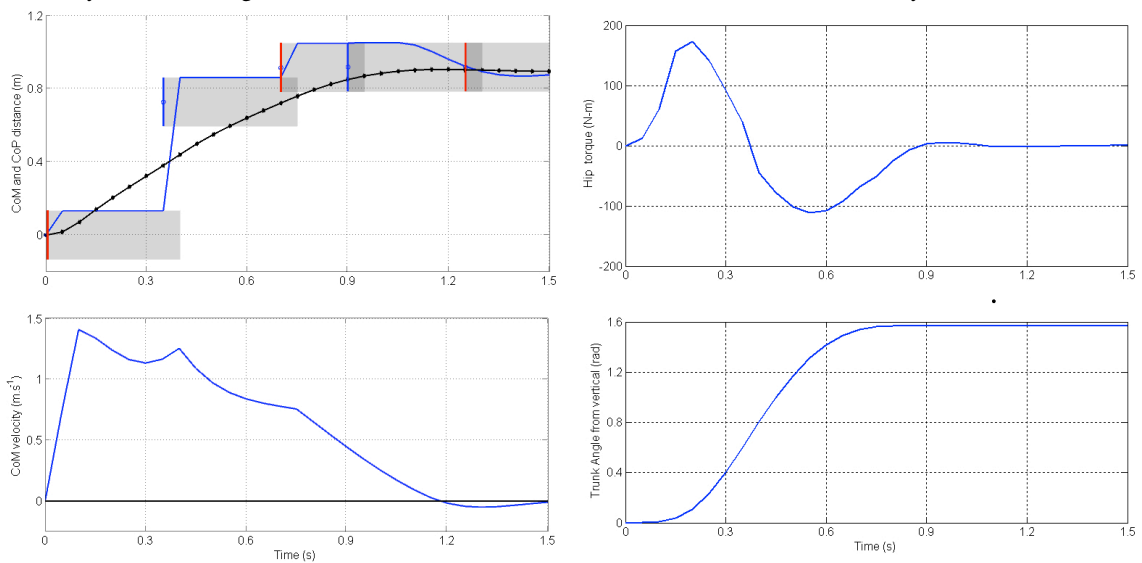 1.2
0.8
0.4
0
CoM and CoP distance (m)
0 0.3 0.6 0.9 1.2 1.5
200
100
0
-100
-200
Hip torque (N-m)
0 0.3 0.6 0.9 1.2 1.5
1.5
1
0.5
0
CoM velocity (m.s⁻¹)
0 0.3 0.6 0.9 1.2 1.5
Time (s)
1.6
1.2
0.8
0.4
0
Trunk Angle from vertical (rad)
0 0.3 0.6 0.9 1.2 1.5
Time (s)